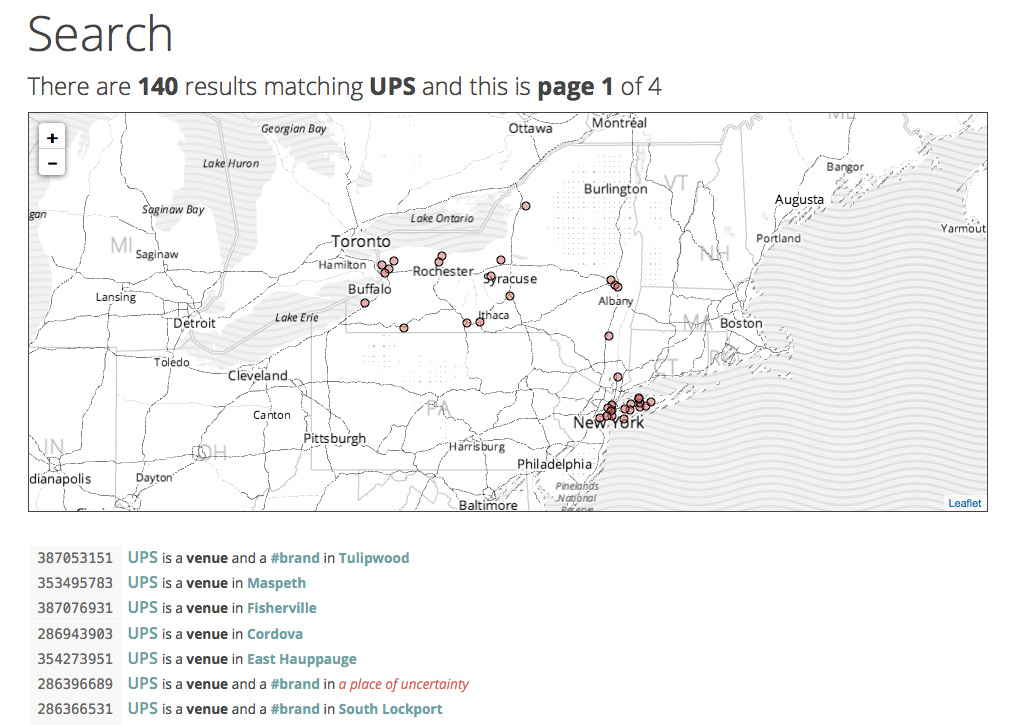 Search
There are 140 results matching UPS and this is page 1 of 4
+
−
Georgian Bay
Ottawa
Montréal
ME
Lake Huron
Bangor
Burlington
VT
Augusta
gan
Saginaw Bay
Lake Ontario
Yarmout
Toronto
Portland
MI
Saginaw
NH
Hamilton
Rochester
Syracuse
Buffalo
Lansing
Albany
Lake Erie
Ithaca
Detroit
MA
Boston
Toledo
CT
RI
Cleveland
Canton
PA
New York
Pittsburgh
IN
OH
Harrisburg
Philadelphia
dianapolis
Dayton
Pinelands
National
Reserve
Baltimore
Leaflet
387053151 UPS is a venue and a #brand in Tulipwood
353495783 UPS is a venue in Maspeth
387076931 UPS is a venue in Fisherville
286943903 UPS is a venue in Cordova
354273951 UPS is a venue in East Hauppauge
286396689 UPS is a venue and a #brand in a place of uncertainty
286366531 UPS is a venue and a #brand in South Lockport